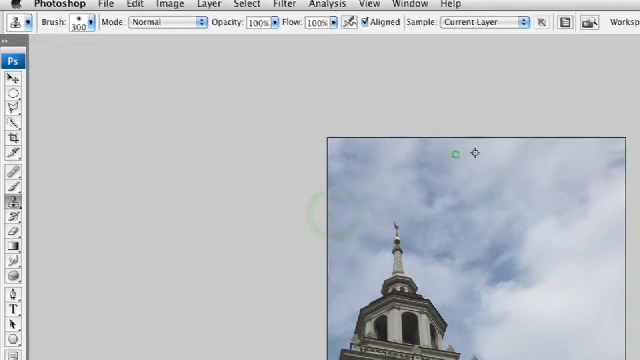 Photoshop File Edit Image Layer Select Filter Analysis View Window Help
Brush: 300 Mode: Normal Opacity: 100% Flow: 100% Aligned Sample: Current Layer Worksp
Ps
T